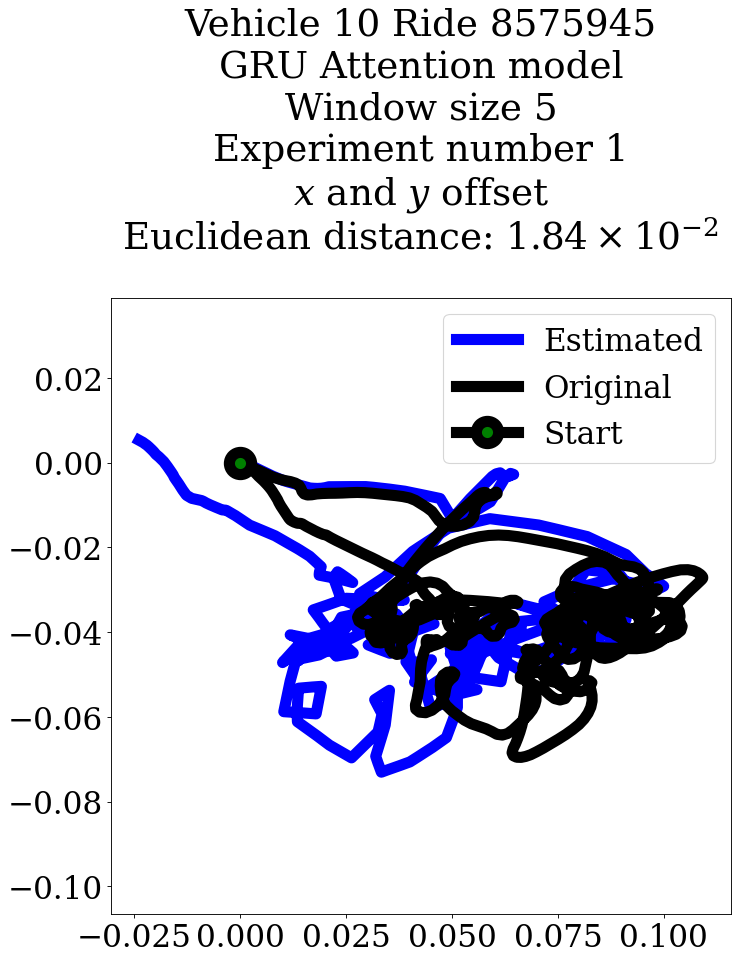 Vehicle 10 Ride 8575945
GRU Attention model
Window size 5
Experiment number 1
x and y offset
Euclidean distance: 1.84 × 10⁻²
Estimated
Original
Start
0.02
0.00
−0.02
−0.04
−0.06
−0.08
−0.10
−0.025 0.000 0.025 0.050 0.075 0.100